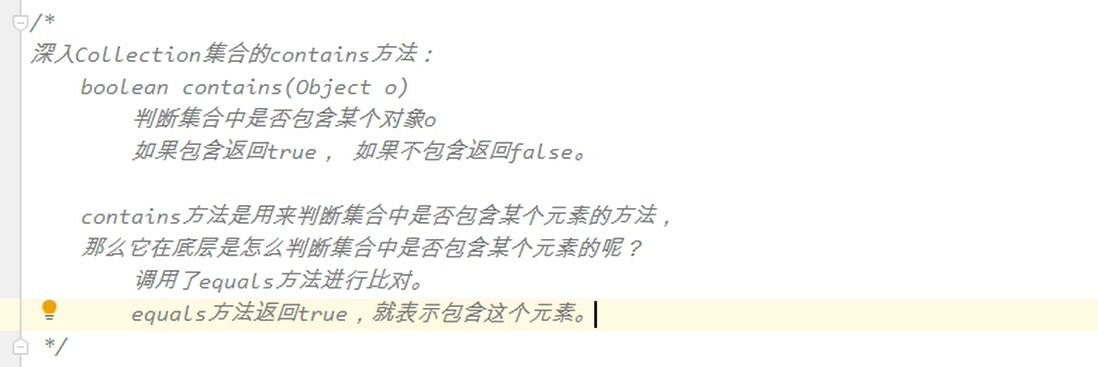 /*
深入Collection集合的contains方法：
boolean contains(Object o)
判断集合中是否包含某个对象o
如果包含返回true， 如果不包含返回false。
contains方法是用来判断集合中是否包含某个元素的方法，
那么它在底层是怎么判断集合中是否包含某个元素的呢？
调用了equals方法进行比对。
equals方法返回true，就表示包含这个元素。
*/